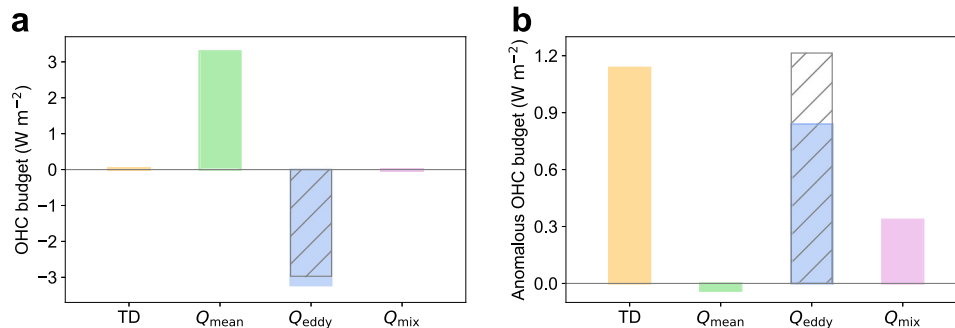 a
OHC budget (W m−2)
3
2
1
0
−1
−2
−3
TD
Qmean
Qeddy
Qmix
b
Anomalous OHC budget (W m−2)
1.2
0.9
0.6
0.3
0.0
TD
Qmean
Qeddy
Qmix